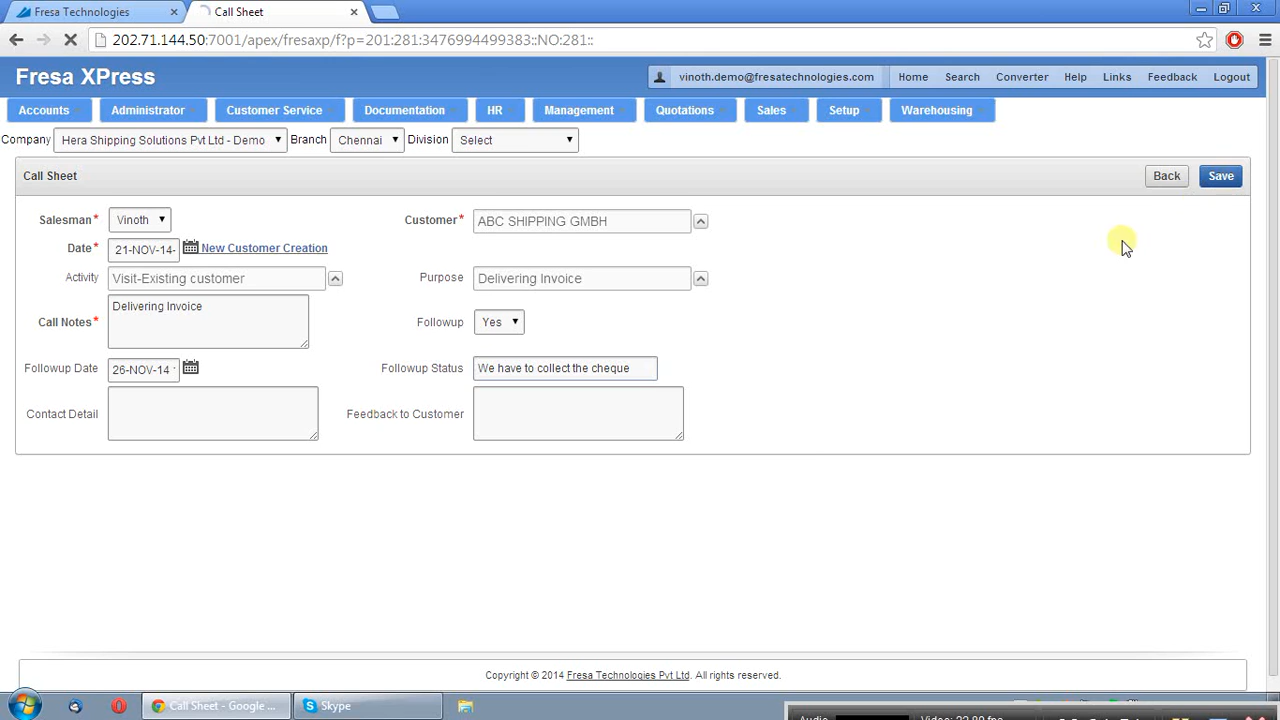 Fresa Technologies
Call Sheet
202.71.144.50:7001/apex/fresaxp/f?p=201:281:3476994499383::NO:281::
Fresa XPress
vinoth.demo@fresatechnologies.com
Home
Search
Converter
Help
Links
Feedback
Logout
Accounts
Administrator
Customer Service
Documentation
HR
Management
Quotations
Sales
Setup
Warehousing
Company
Hera Shipping Solutions Pvt Ltd - Demo
Branch
Chennai
Division
Select
Call Sheet
Back
Save
Salesman*
Vinoth
Customer*
ABC SHIPPING GMBH
Date*
21-NOV-14-
New Customer Creation
Activity
Visit-Existing customer
Purpose
Delivering Invoice
Call Notes*
Delivering Invoice
Followup
Yes
Followup Date
26-NOV-14
Followup Status
We have to collect the cheque
Contact Detail
Feedback to Customer
Copyright © 2014 Fresa Technologies Pvt Ltd. All rights reserved.
Call Sheet - Google ...
Skype